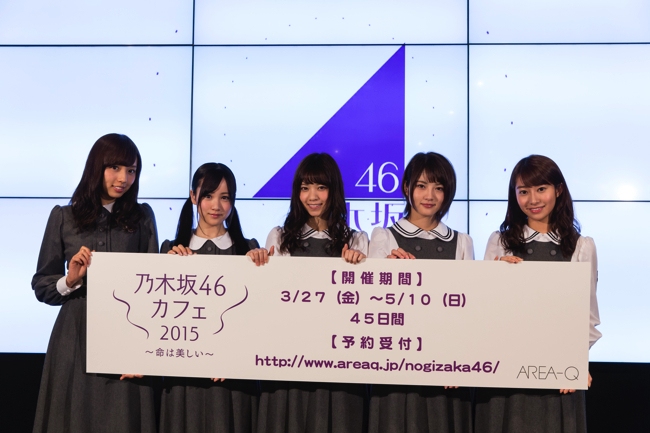 46
乃木坂46
カフェ
2015
～命は美しい～
【開催期間】
3/27（金）～5/10（日）
45日間
【予約受付】
http://www.areaq.jp/nogizaka46/
AREA-Q